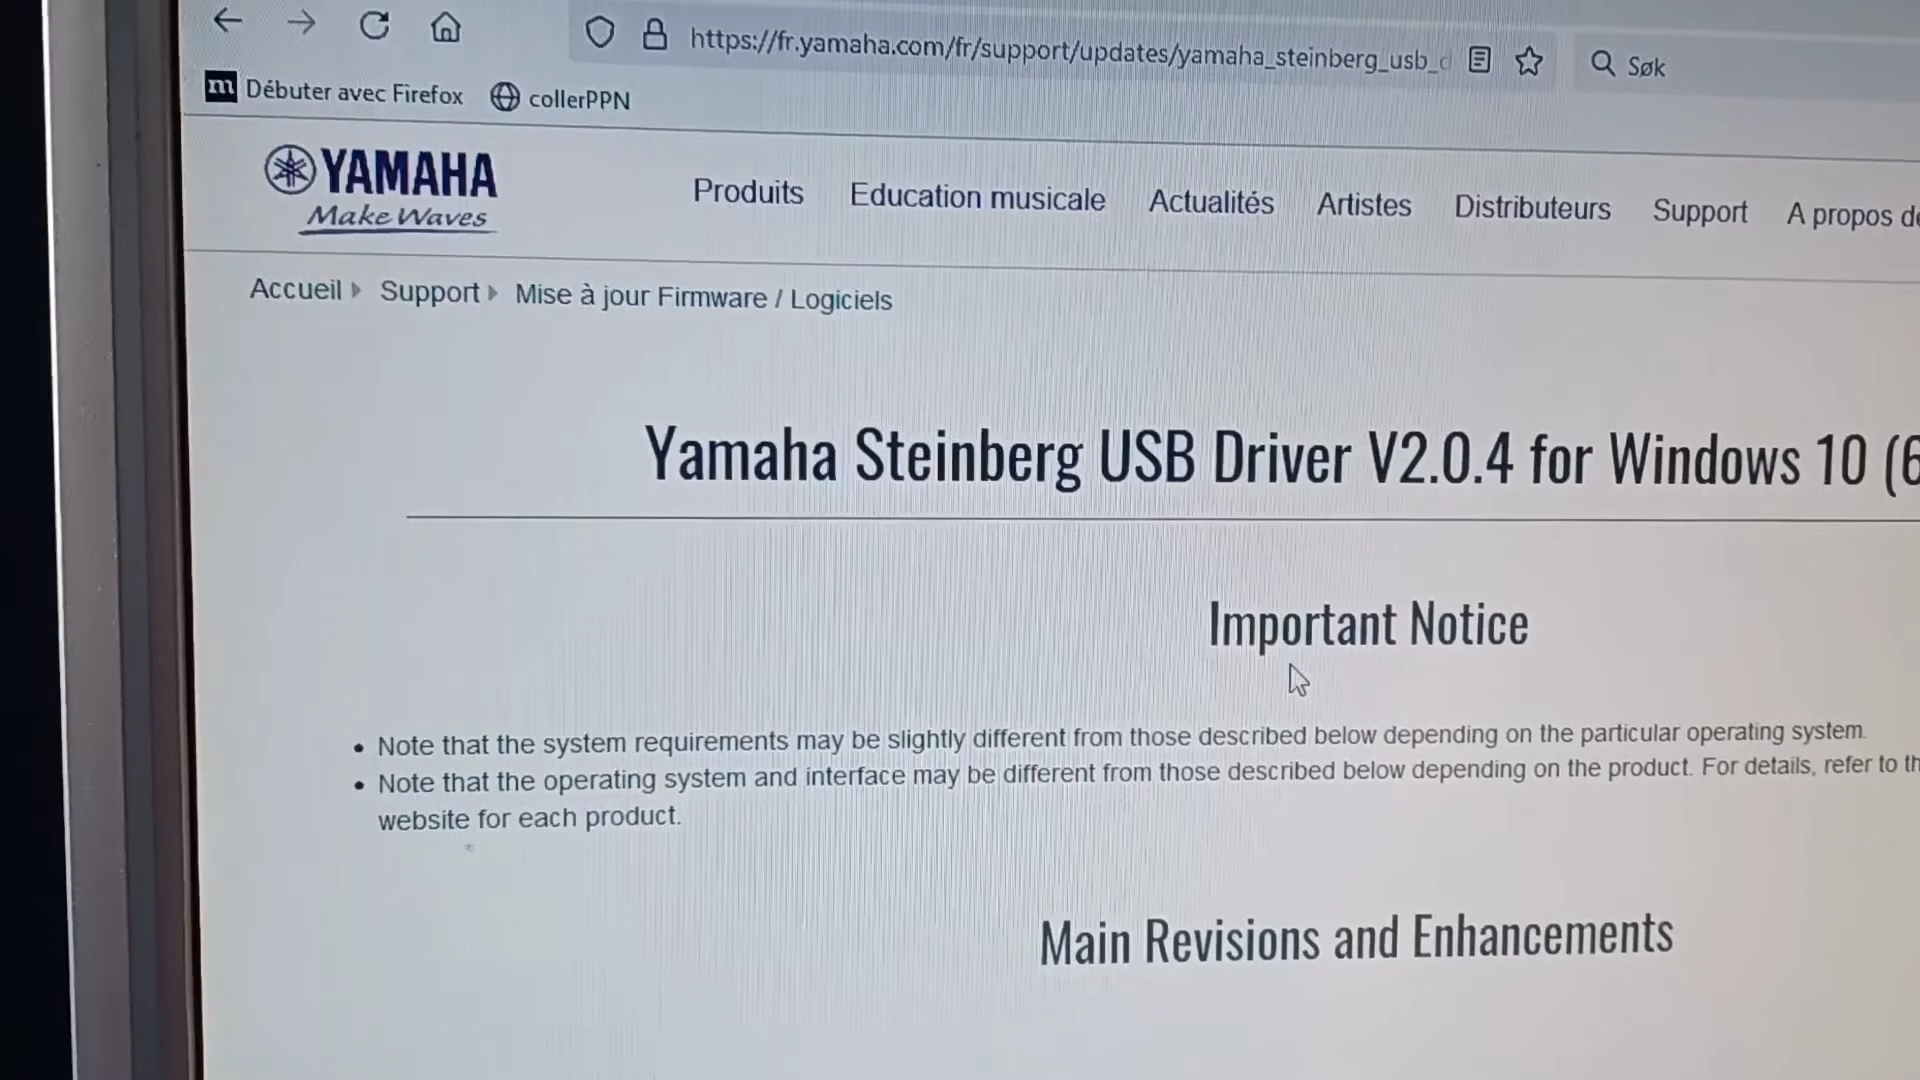 https://fr.yamaha.com/fr/support/updates/yamaha_steinberg_usb_
Søk
m Débuter avec Firefox collerPPN
YAMAHA
Make Waves
Produits Education musicale Actualités Artistes Distributeurs Support A propos de
Accueil Support Mise à jour Firmware / Logiciels
Yamaha Steinberg USB Driver V2.0.4 for Windows 10 (6
Important Notice
• Note that the system requirements may be slightly different from those described below depending on the particular operating system.
• Note that the operating system and interface may be different from those described below depending on the product. For details, refer to th
website for each product.
Main Revisions and Enhancements